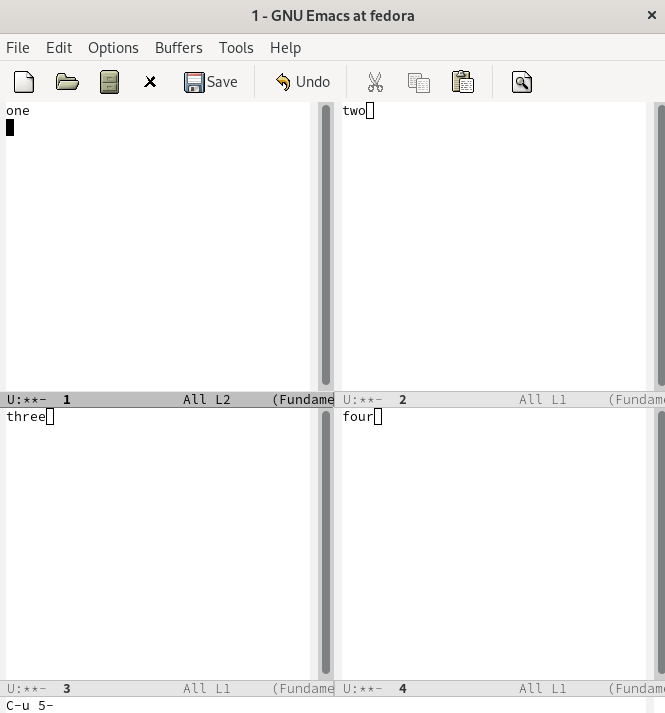 1 - GNU Emacs at fedora ×
File Edit Options Buffers Tools Help
Save Undo
one
two
U:**- 1 All L2 (Fundame
U:**- 2 All L1 (Fundame
three
four
U:**- 3 All L1 (Fundame
U:**- 4 All L1 (Fundame
C-u 5-